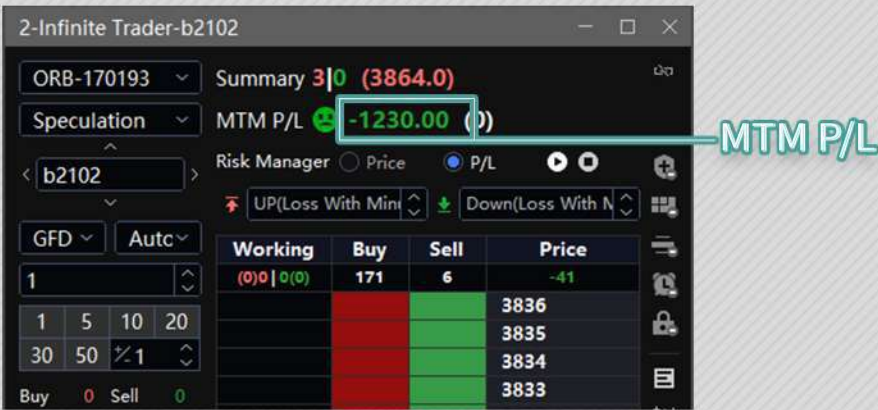 2-Infinite Trader-b2102
ORB-170193 Summary 3|0 (3864.0)
Speculation MTM P/L -1230.00 (0)
MTM P/L
b2102 Risk Manager Price P/L
UP(Loss With Down(Loss With
GFD Autc Working Buy Sell Price
1 (0)0|0(0) 171 6 -41
1 5 10 20 3836
3835
30 50 +/-1 3834
Buy 0 Sell 0 3833